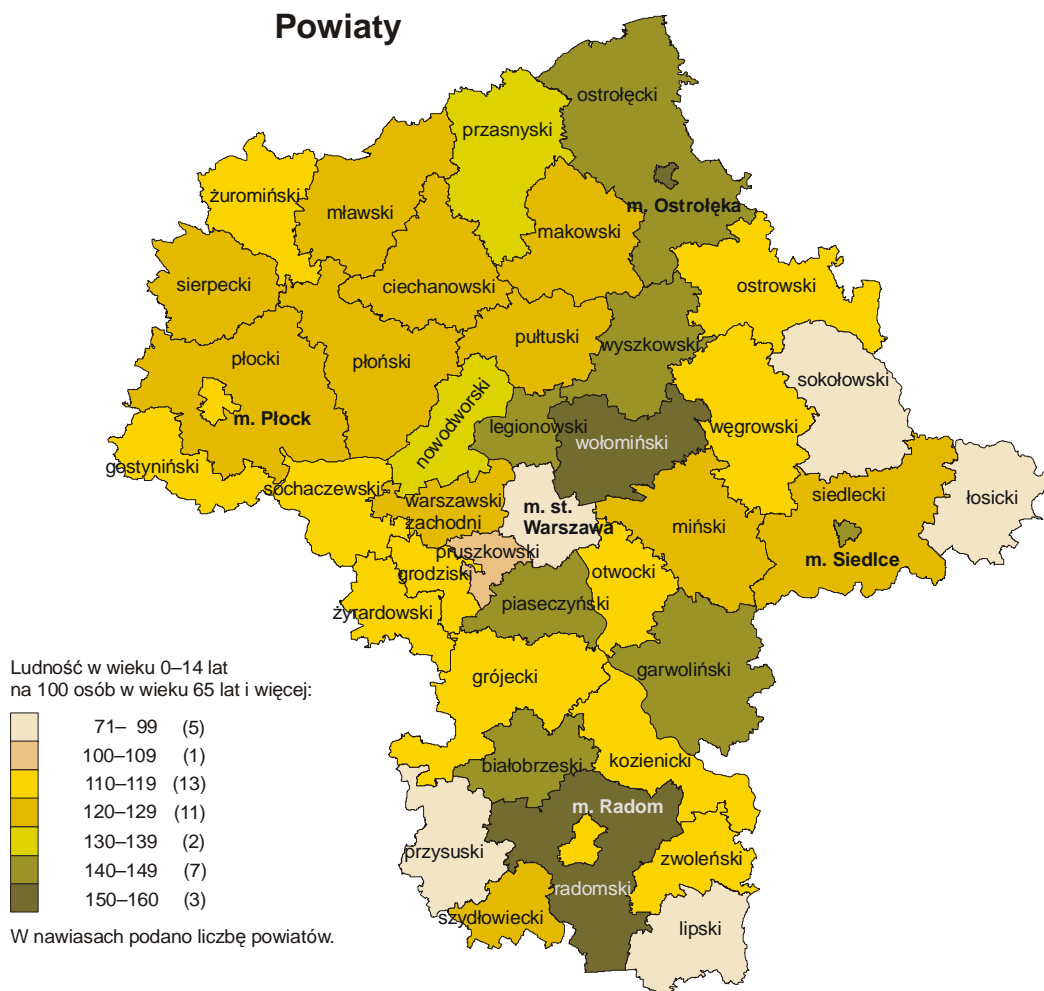 Powiaty
ostrołęcki
przasnyski
żuromiński
mławski
m. Ostrołęka
makowski
sierpecki
ciechanowski
ostrowski
płocki
płoński
pułtuski
wyszkowski
sokołowski
nowodworski
m. Płock
legionowski
wołomiński
węgrowski
gostyniński
sochaczewski
warszawski
zachodni
m. st.
Warszawa
siedlecki
łosicki
miński
pruszkowski
grodziski
otwocki
m. Siedlce
żyrardowski
piaseczyński
grójecki
garwoliński
białobrzeski
kozienicki
m. Radom
przysuski
zwoleński
radomski
szydłowiecki
lipski
Ludność w wieku 0–14 lat
na 100 osób w wieku 65 lat i więcej:
71– 99 (5)
100–109 (1)
110–119 (13)
120–129 (11)
130–139 (2)
140–149 (7)
150–160 (3)
W nawiasach podano liczbę powiatów.